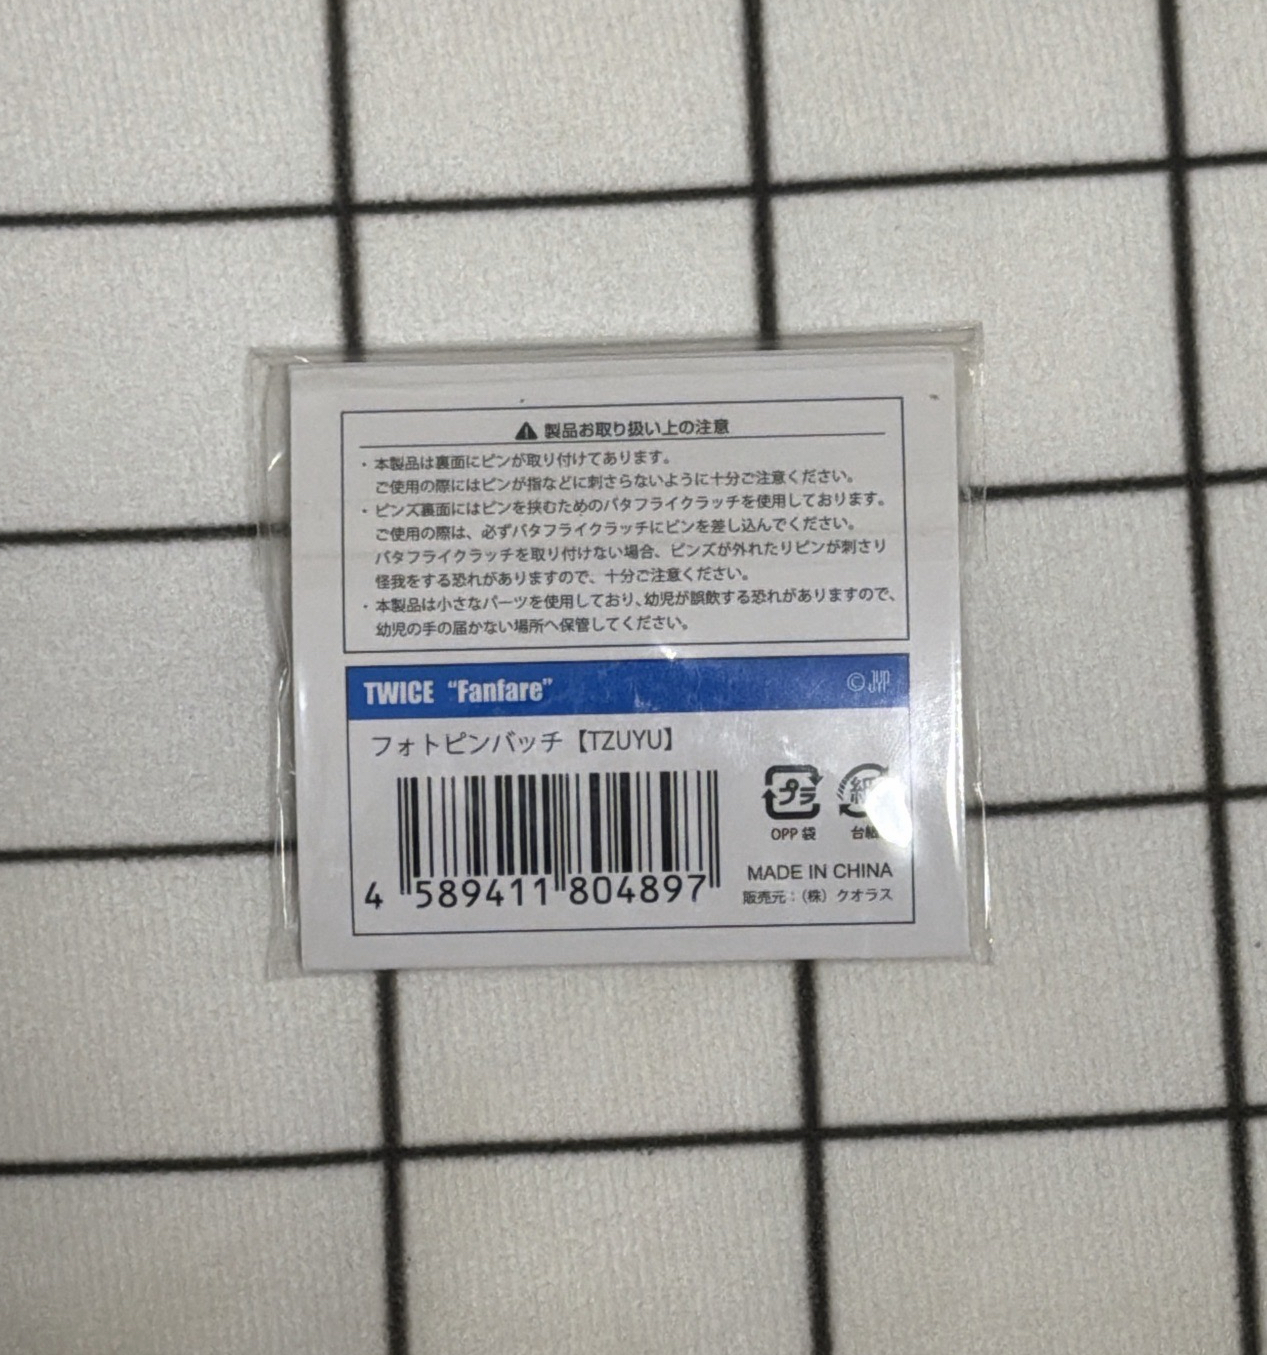 ⚠ 製品お取り扱い上の注意
・本製品は裏面にピンが取り付けてあります。
ご使用の際にはピンが指などに刺さらないように十分ご注意ください。
・ピンズ裏面にはピンを挟むためのバタフライクラッチを使用しております。
ご使用の際は、必ずバタフライクラッチにピンを差し込んでください。
バタフライクラッチを取り付けない場合、ピンズが外れたりピンが刺さり
怪我をする恐れがありますので、十分ご注意ください。
・本製品は小さなパーツを使用しており、幼児が誤飲する恐れがありますので、
幼児の手の届かない場所へ保管してください。
TWICE “Fanfare”
© JYP
フォトピンバッチ【TZUYU】
プラ 紙
OPP 袋 台紙
MADE IN CHINA
販売元：（株）クオラス
4 589411 804897